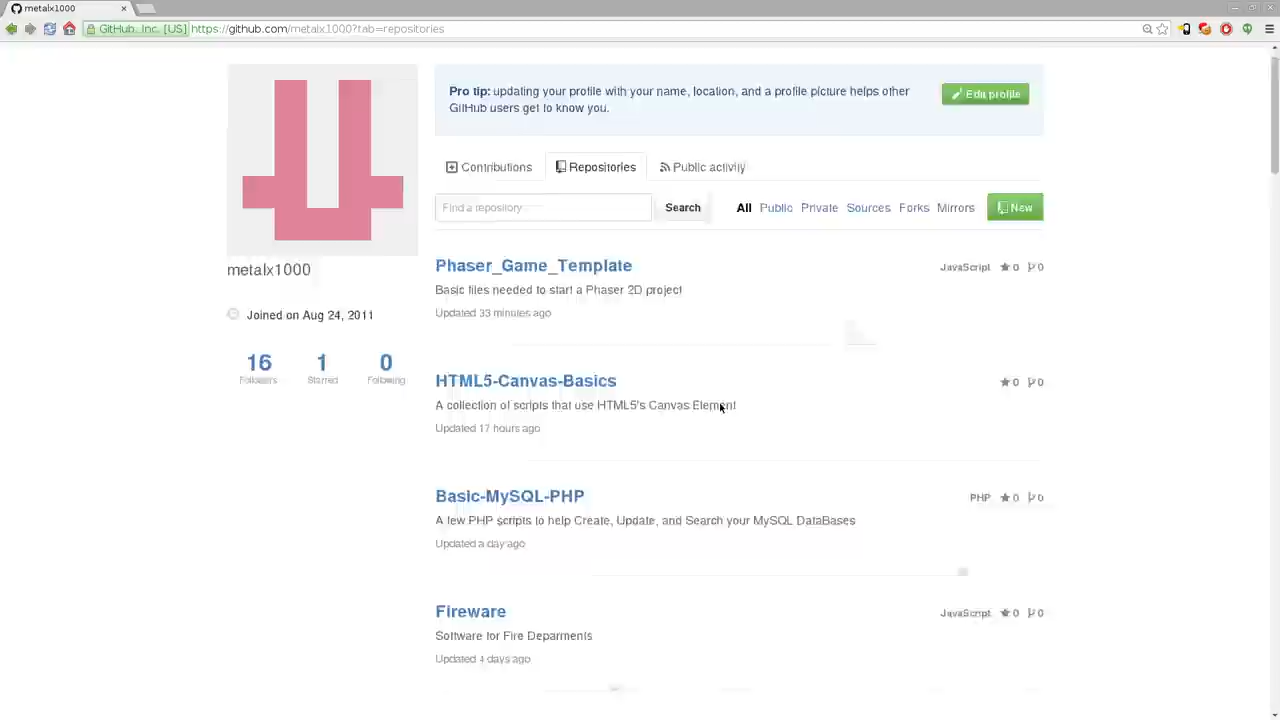 metalx1000
GitHub, Inc. [US] https://github.com/metalx1000?tab=repositories
Pro tip: updating your profile with your name, location, and a profile picture helps other
GitHub users get to know you.
Edit profile
Contributions Repositories Public activity
Find a repository Search All Public Private Sources Forks Mirrors New
metalx1000
Joined on Aug 24, 2011
16 1 0
Followers Starred Following
Phaser_Game_Template JavaScript 0 0
Basic files needed to start a Phaser 2D project
Updated 33 minutes ago
HTML5-Canvas-Basics 0 0
A collection of scripts that use HTML5's Canvas Element
Updated 17 hours ago
Basic-MySQL-PHP PHP 0 0
A few PHP scripts to help Create, Update, and Search your MySQL DataBases
Updated a day ago
Fireware JavaScript 0 0
Software for Fire Deparments
Updated 4 days ago